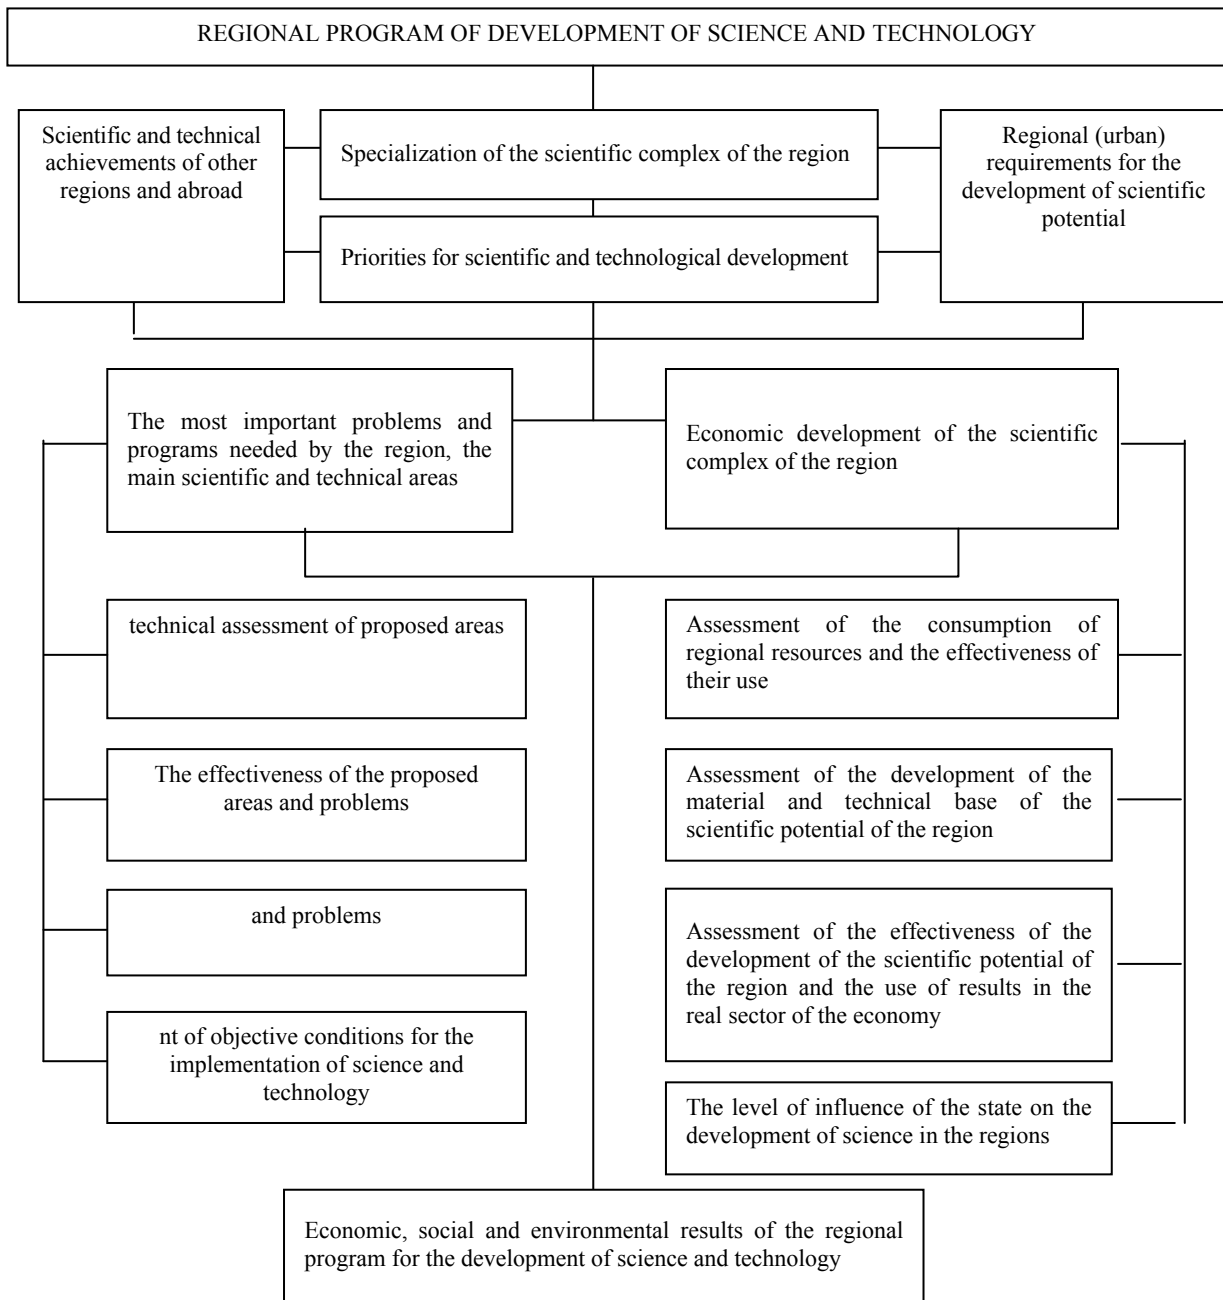 REGIONAL PROGRAM OF DEVELOPMENT OF SCIENCE AND TECHNOLOGY
Scientific and technical
achievements of other
regions and abroad
Specialization of the scientific complex of the region
Regional (urban)
requirements for the
development of scientific
potential
Priorities for scientific and technological development
The most important problems and
programs needed by the region, the
main scientific and technical areas
Economic development of the scientific
complex of the region
technical assessment of proposed areas
Assessment of the consumption of
regional resources and the effectiveness of
their use
The effectiveness of the proposed
areas and problems
Assessment of the development of the
material and technical base of the
scientific potential of the region
and problems
Assessment of the effectiveness of the
development of the scientific potential of
the region and the use of results in the
real sector of the economy
nt of objective conditions for the
implementation of science and
technology
The level of influence of the state on the
development of science in the regions
Economic, social and environmental results of the regional
program for the development of science and technology